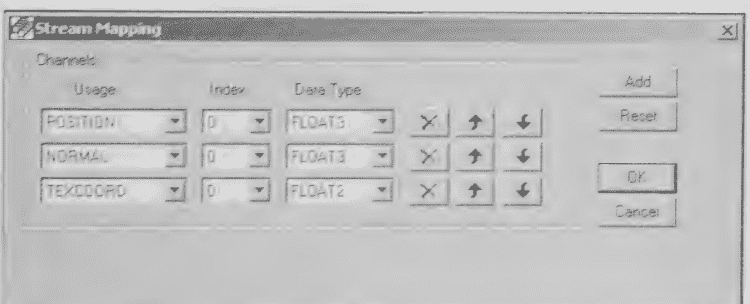 Stream Mapping
Channels
Usage Index Data Type
POSITION 0 FLOAT3
NORMAL 0 FLOAT3
TEXCOORD 0 FLOAT2
Add
Reset
OK
Cancel